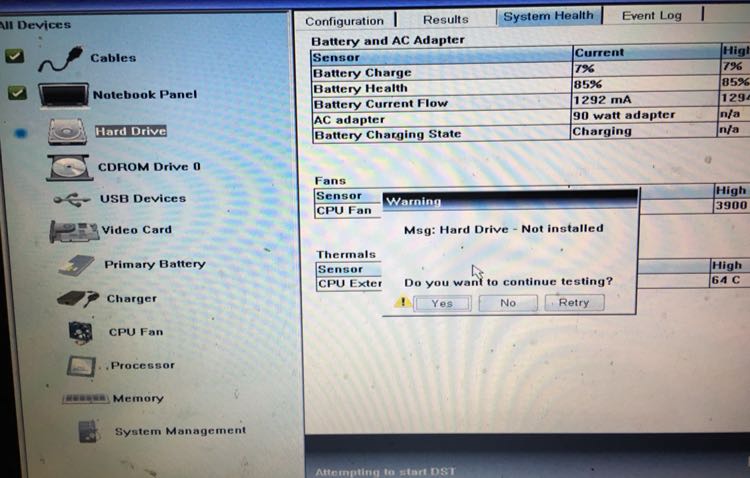 All Devices
Cables
Notebook Panel
Hard Drive
CDROM Drive 0
USB Devices
Video Card
Primary Battery
Charger
CPU Fan
Processor
Memory
System Management
Configuration Results System Health Event Log
Battery and AC Adapter
Sensor Current High
Battery Charge 7% 7%
Battery Health 85% 85%
Battery Current Flow 1292 mA 1294
AC adapter 90 watt adapter n/a
Battery Charging State Charging n/a
Fans
Sensor High
CPU Fan 3900
Thermals
Sensor High
CPU Exter 64 C
Warning
Msg: Hard Drive - Not installed
Do you want to continue testing?
Yes No Retry
Attempting to start DST